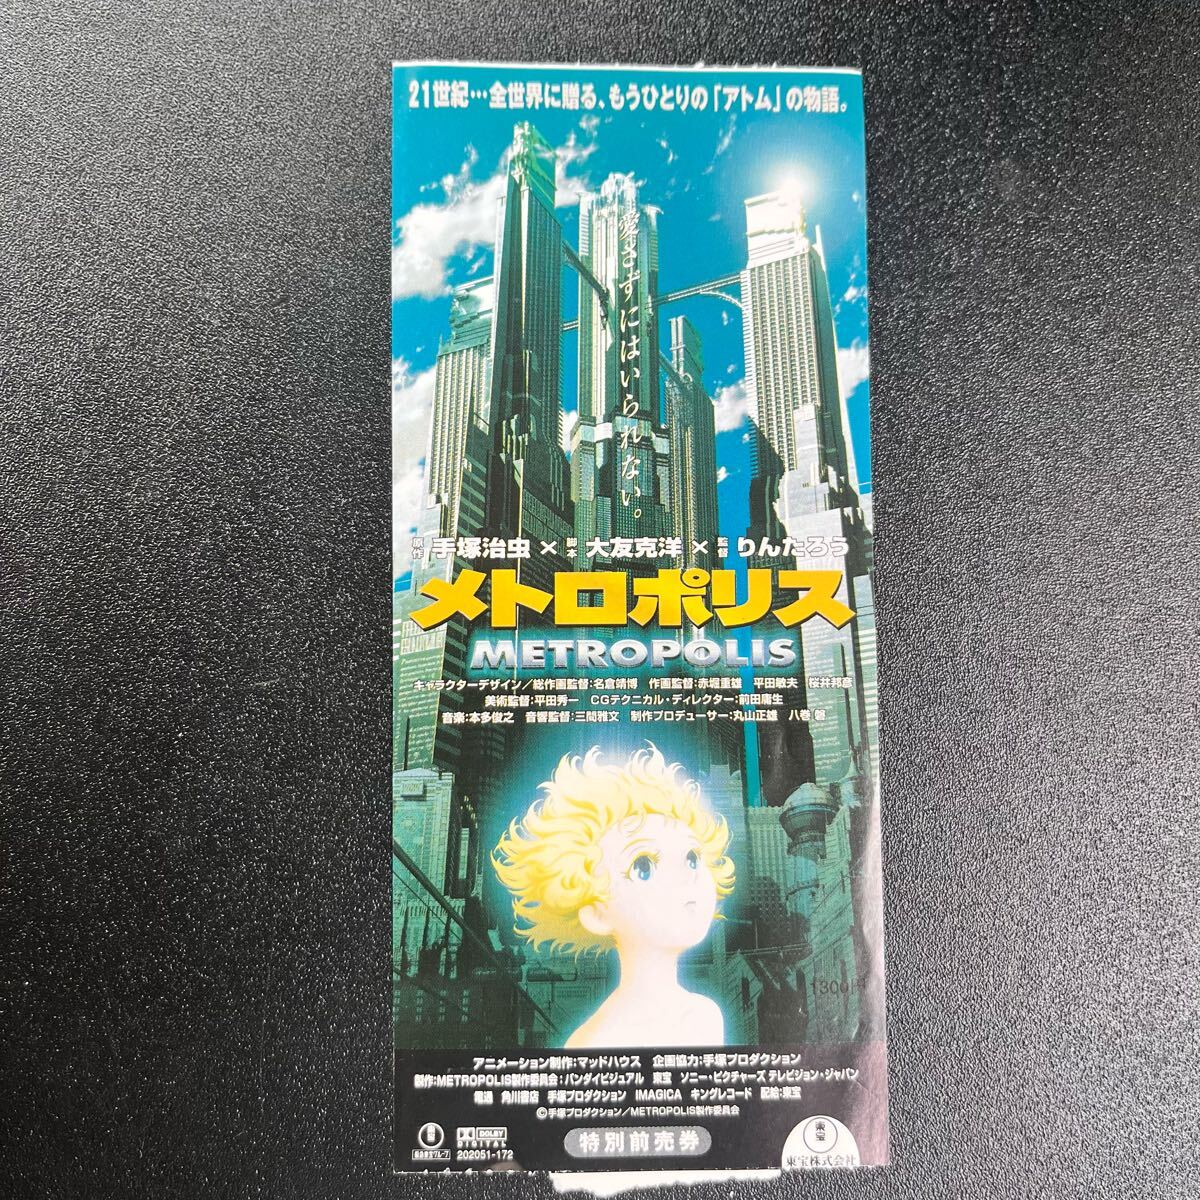 21世紀…全世界に贈る、もうひとりの「アトム」の物語。
愛さずにはいられない。
原作 手塚治虫×脚本 大友克洋×監督 りんたろう
メトロポリス
METROPOLIS
キャラクターデザイン/総作画監督:名倉靖博 作画監督:赤堀重雄 平田敏夫 桜井邦彦
美術監督:平田秀一 CGテクニカル・ディレクター:前田庸生
音楽:本多俊之 音響監督:三間雅文 制作プロデューサー:丸山正雄 八巻 磐
1300円
アニメーション制作:マッドハウス 企画協力:手塚プロダクション
製作:METROPOLIS製作委員会:バンダイビジュアル 東宝 ソニー・ピクチャーズ テレビジョン・ジャパン
電通 角川書店 手塚プロダクション IMAGICA キングレコード 配給:東宝
©手塚プロダクション/METROPOLIS製作委員会
DOLBY
DIGITAL
202051-172
特別前売券
東宝
東宝株式会社